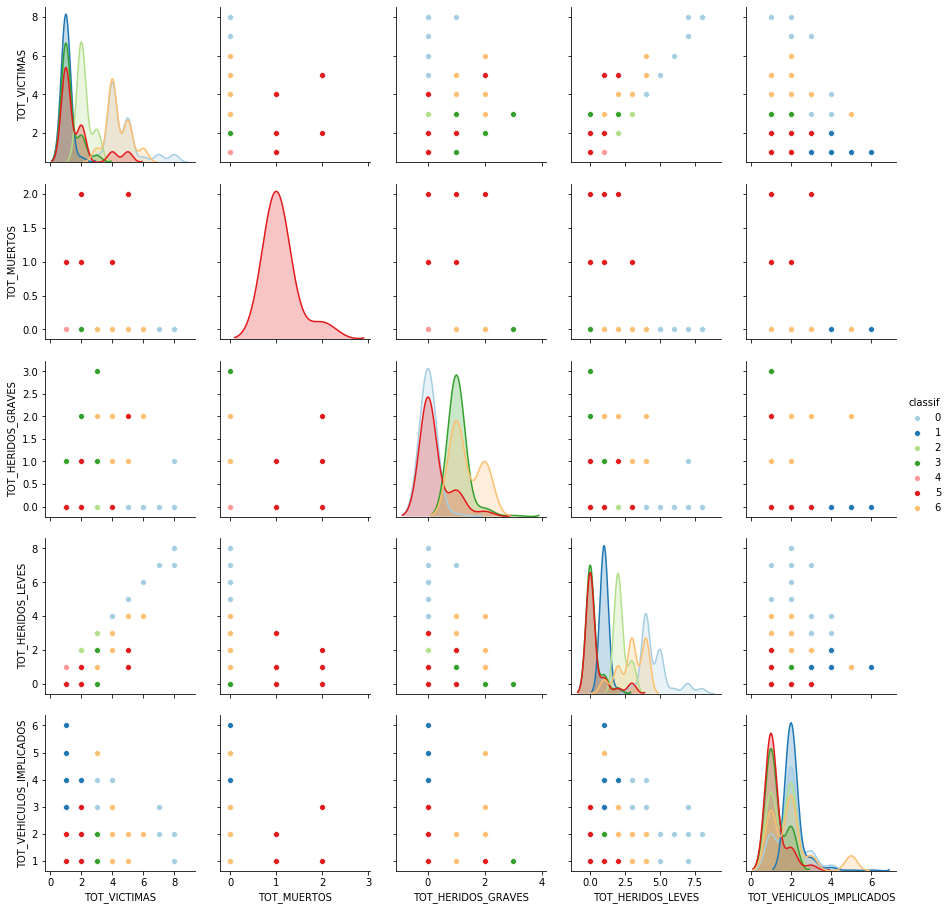 8
6
4
2
TOT_VICTIMAS
2.0
1.5
1.0
0.5
0.0
TOT_MUERTOS
3.0
2.5
2.0
1.5
1.0
0.5
0.0
TOT_HERIDOS_GRAVES
classif
0
1
2
3
4
5
6
8
6
4
2
0
TOT_HERIDOS_LEVES
6
5
4
3
2
1
TOT_VEHICULOS_IMPLICADOS
0 2 4 6 8
TOT_VICTIMAS
0 1 2 3
TOT_MUERTOS
0 2 4
TOT_HERIDOS_GRAVES
0.0 2.5 5.0 7.5
TOT_HERIDOS_LEVES
0 2 4 6
TOT_VEHICULOS_IMPLICADOS